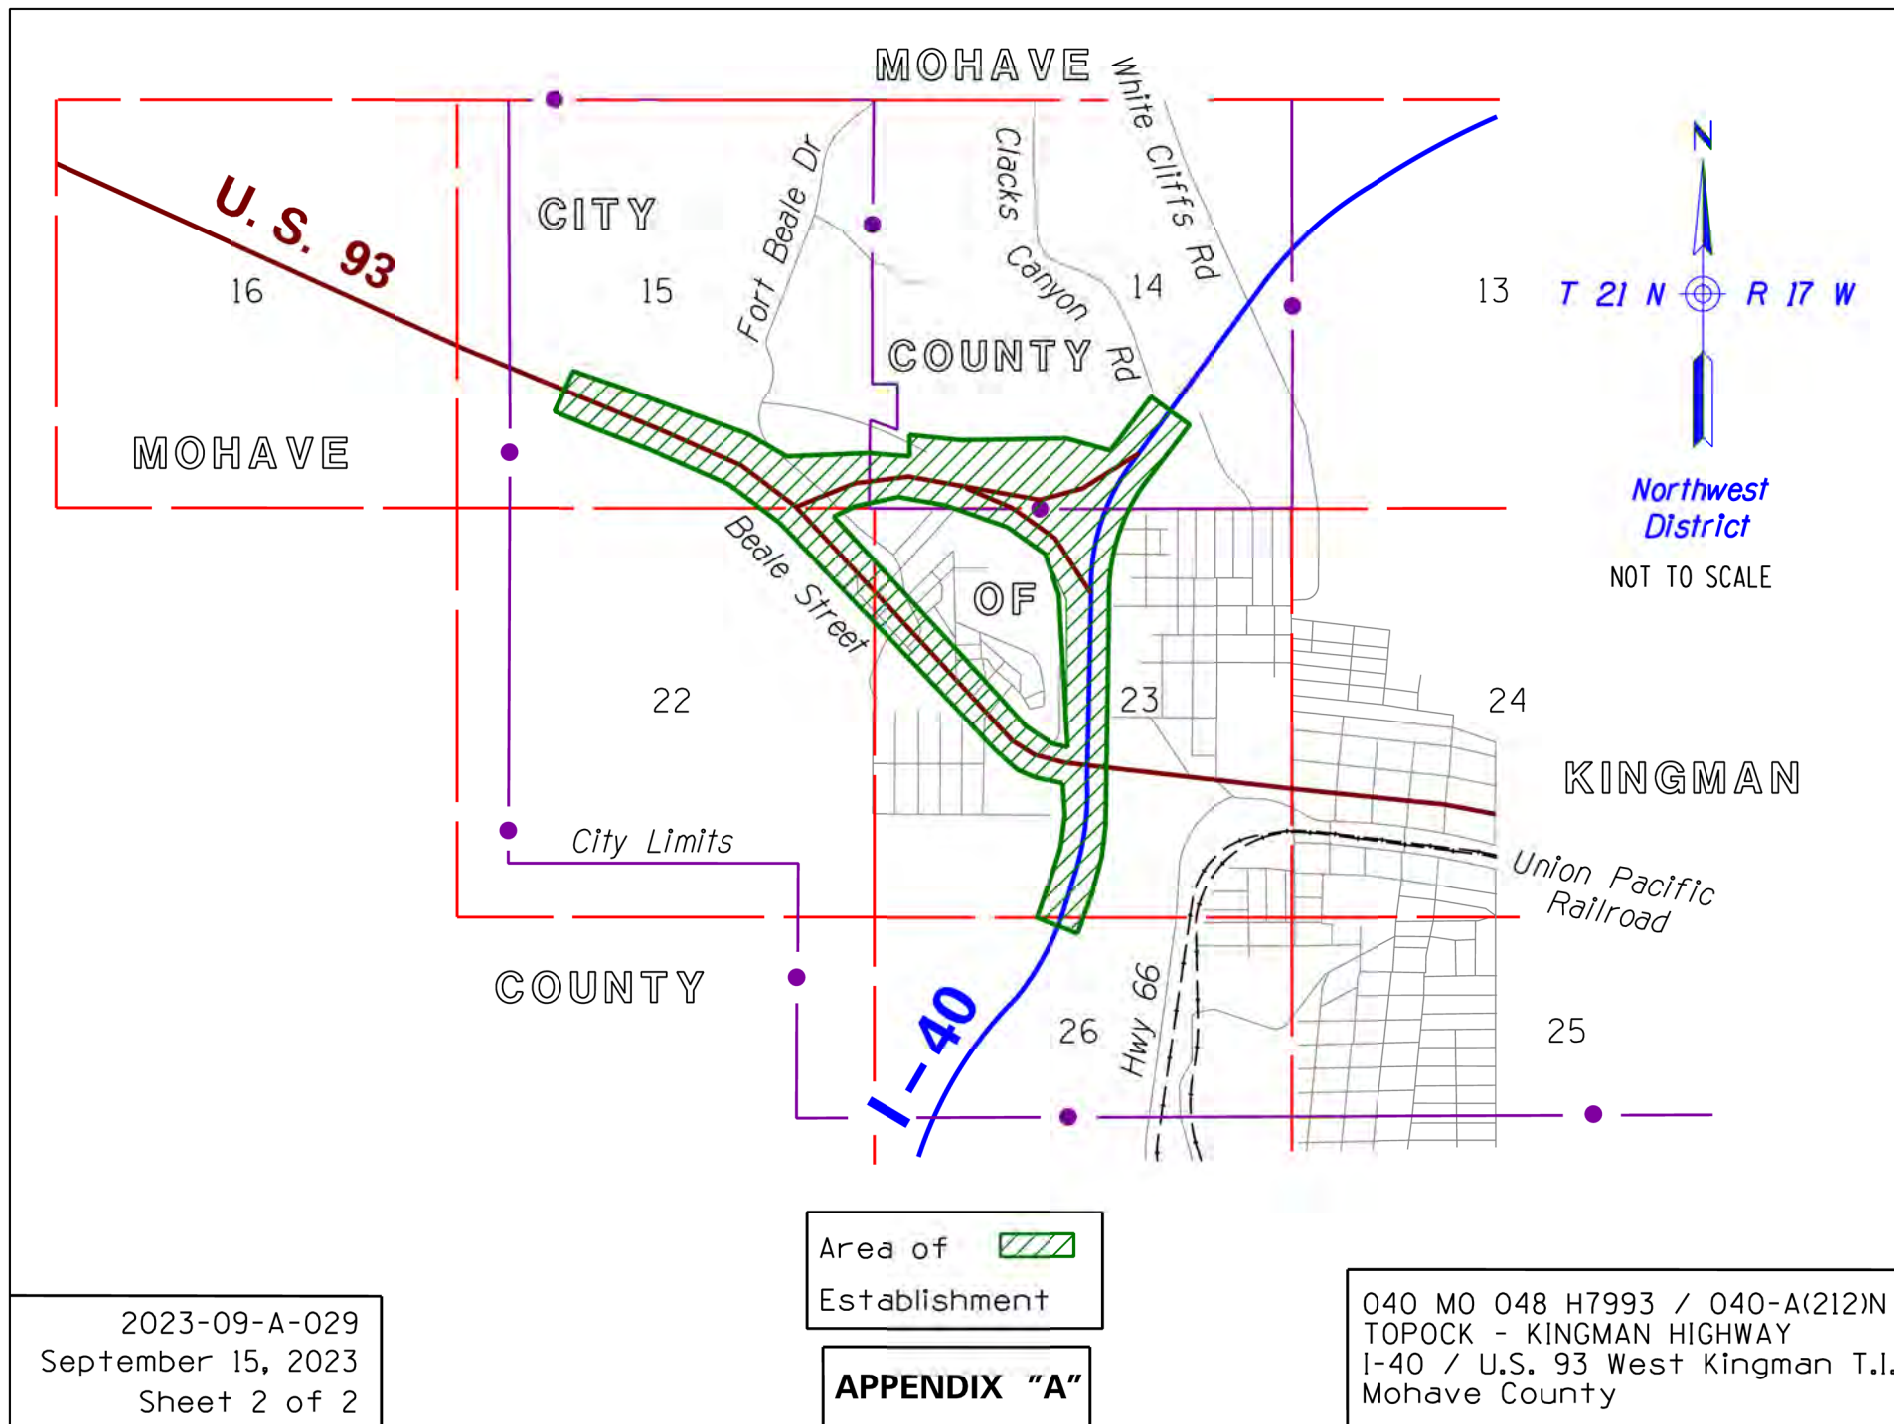 MOHAVE
White Cliffs Rd
N
U.S. 93
CITY
Fort Beale Dr
Clacks Canyon Rd
16
15
14
13
T 21 N R 17 W
COUNTY
MOHAVE
Northwest
District
NOT TO SCALE
Beale Street
OF
22
23
24
KINGMAN
City Limits
Union Pacific
Railroad
COUNTY
I-40
26
Hwy 66
25
Area of
Establishment
2023-09-A-029
September 15, 2023
Sheet 2 of 2
APPENDIX "A"
040 MO 048 H7993 / 040-A(212)N
TOPOCK - KINGMAN HIGHWAY
I-40 / U.S. 93 West Kingman T.I.
Mohave County